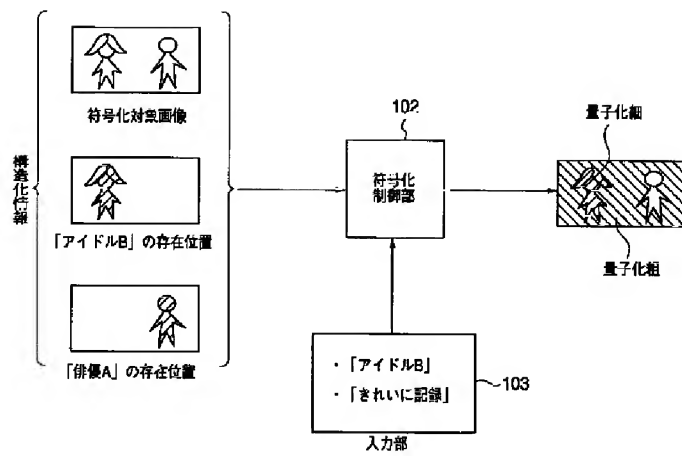 構造化情報
符号化対象画像
「アイドルB」の存在位置
「俳優A」の存在位置
102
符号化
制御部
・「アイドルB」
・「きれいに記録」
103
入力部
量子化細
量子化粗